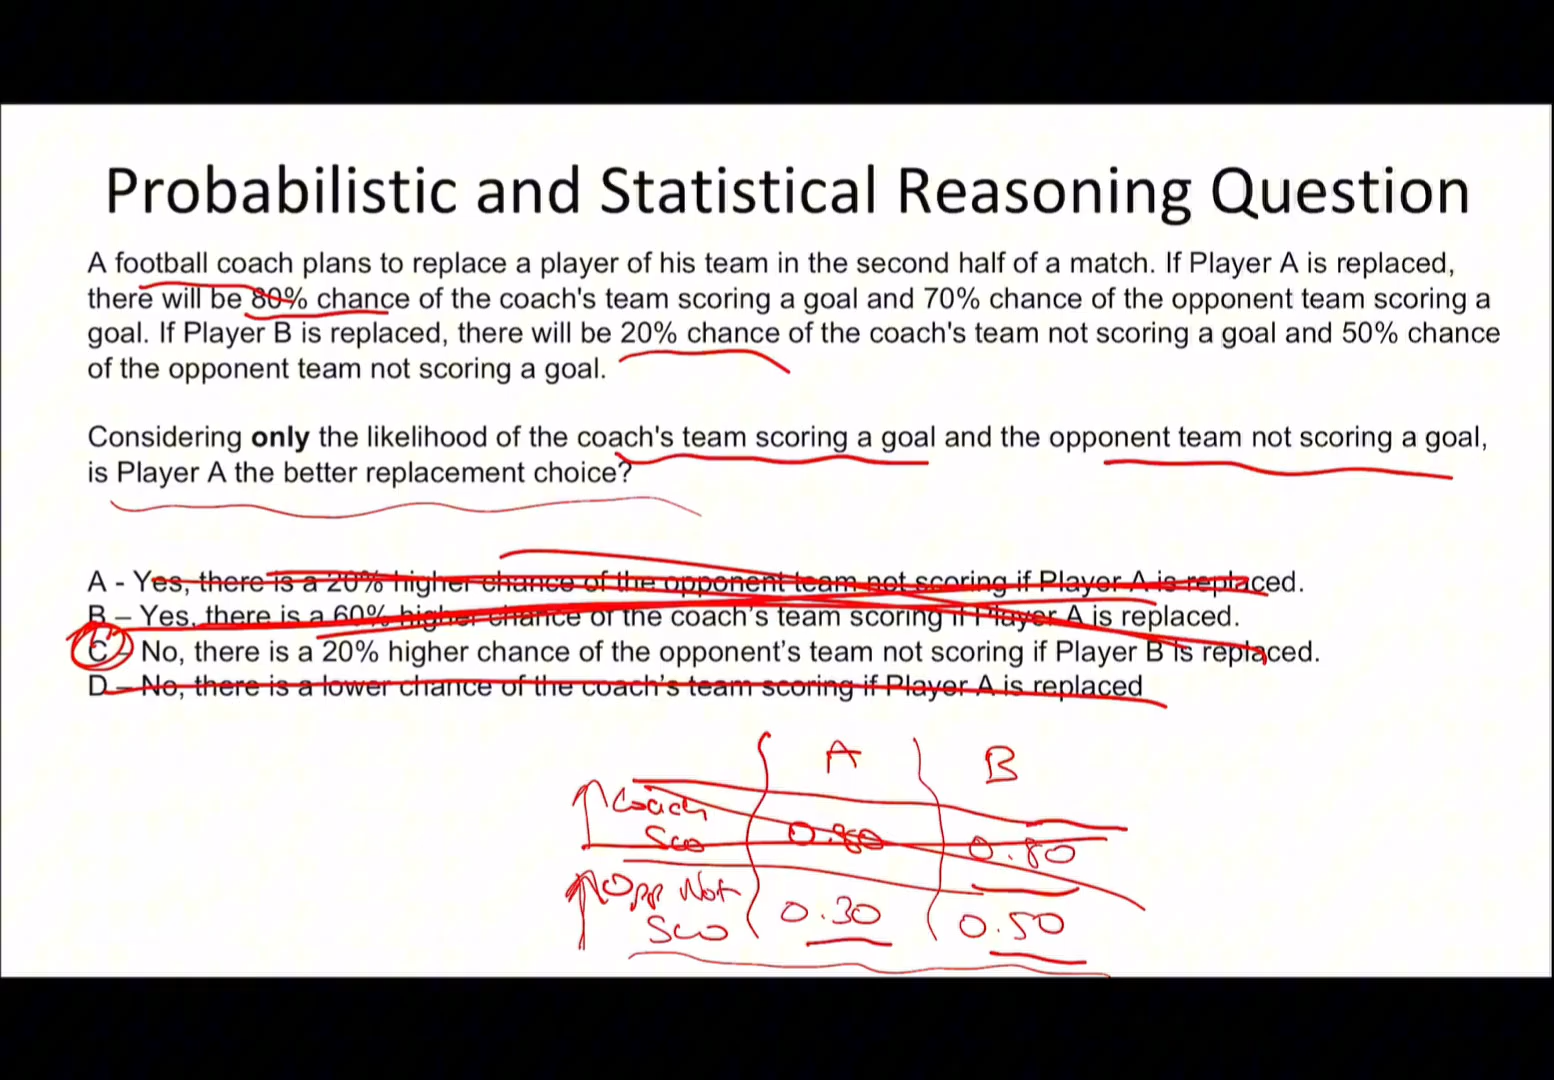 Probabilistic and Statistical Reasoning Question
A football coach plans to replace a player of his team in the second half of a match. If Player A is replaced,
there will be 80% chance of the coach's team scoring a goal and 70% chance of the opponent team scoring a
goal. If Player B is replaced, there will be 20% chance of the coach's team not scoring a goal and 50% chance
of the opponent team not scoring a goal.
Considering only the likelihood of the coach's team scoring a goal and the opponent team not scoring a goal,
is Player A the better replacement choice?
A - Yes, there is a 20% higher chance of the opponent team not scoring if Player A is replaced.
B – Yes, there is a 60% higher chance of the coach's team scoring if Player A is replaced.
C – No, there is a 20% higher chance of the opponent's team not scoring if Player B is replaced.
D – No, there is a lower chance of the coach's team scoring if Player A is replaced
A B
Coach
Sco 0.80 0.80
Opp Not
Sco 0.30 0.50